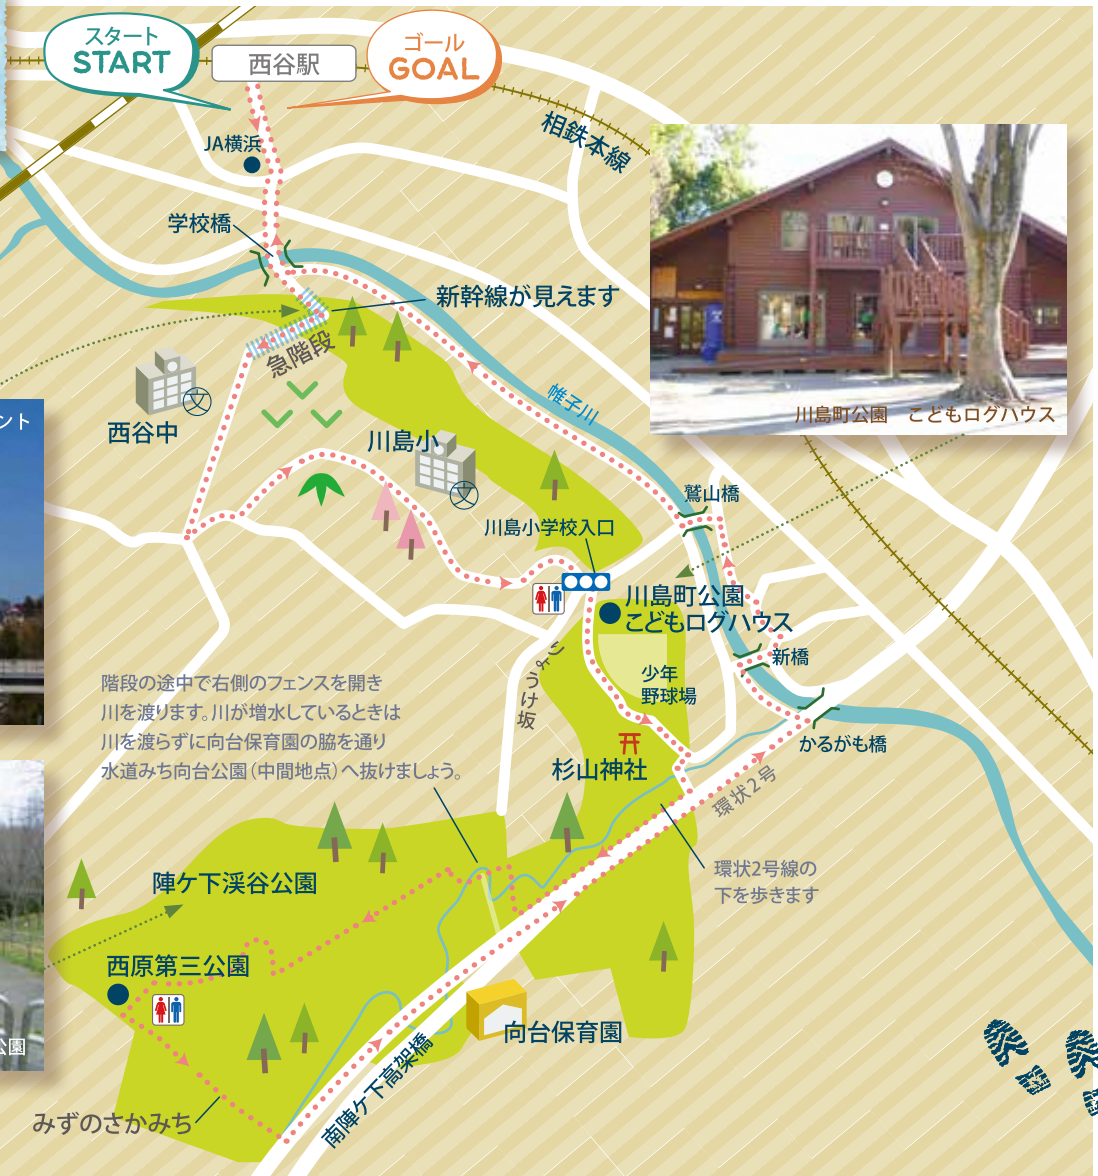 スタート
START
西谷駅
ゴール
GOAL
相鉄本線
JA横浜
学校橋
新幹線が見えます
急階段
帷子川
川島町公園　こどもログハウス
ント
西谷中
川島小
鷲山橋
川島小学校入口
川島町公園
こどもログハウス
新橋
少年
野球場
しょうけ坂
階段の途中で右側のフェンスを開き
川を渡ります。川が増水しているときは
川を渡らずに向台保育園の脇を通り
水道みち向台公園(中間地点)へ抜けましょう。
かるがも橋
杉山神社
環状2号
環状2号線の
下を歩きます
陣ケ下渓谷公園
西原第三公園
向台保育園
公園
南陣ケ下高架橋
みずのさかみち